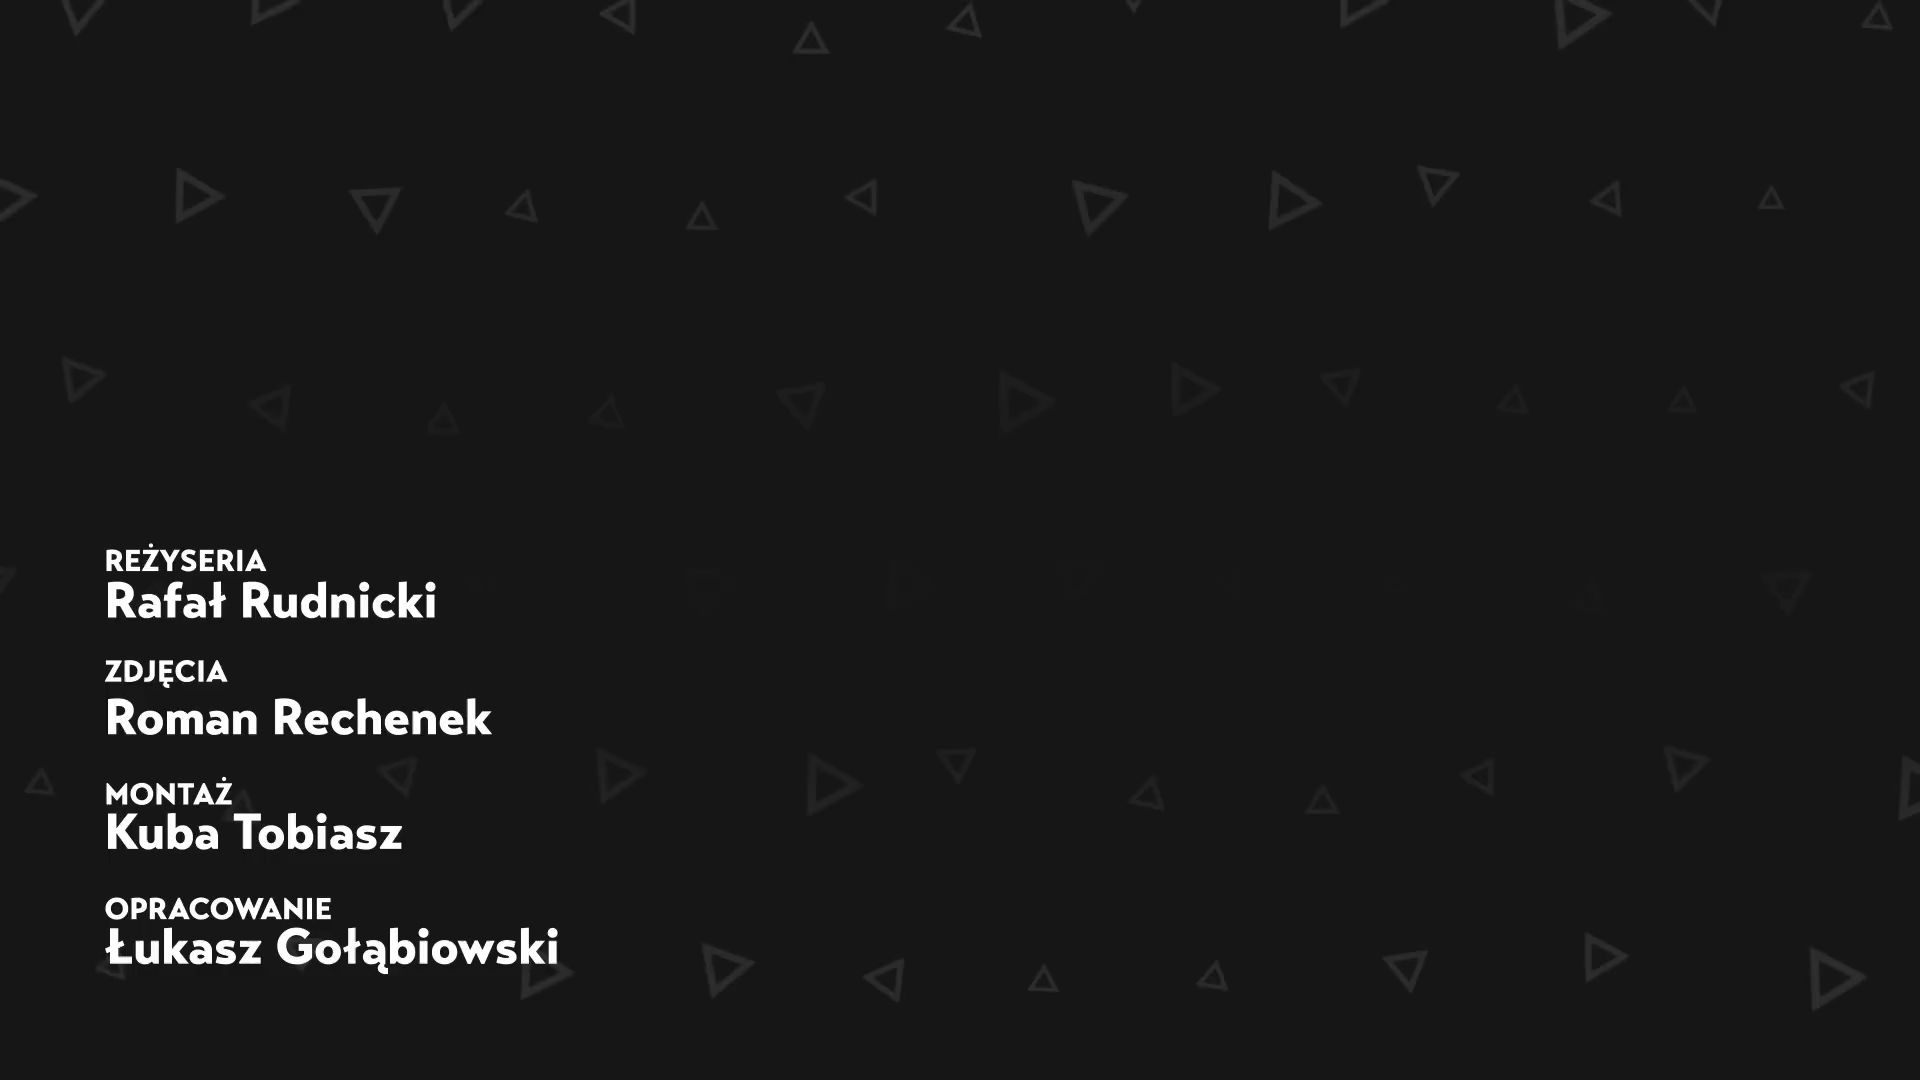 REŻYSERIA
Rafał Rudnicki
ZDJĘCIA
Roman Rechenek
MONTAŻ
Kuba Tobiasz
OPRACOWANIE
Łukasz Gołąbiowski